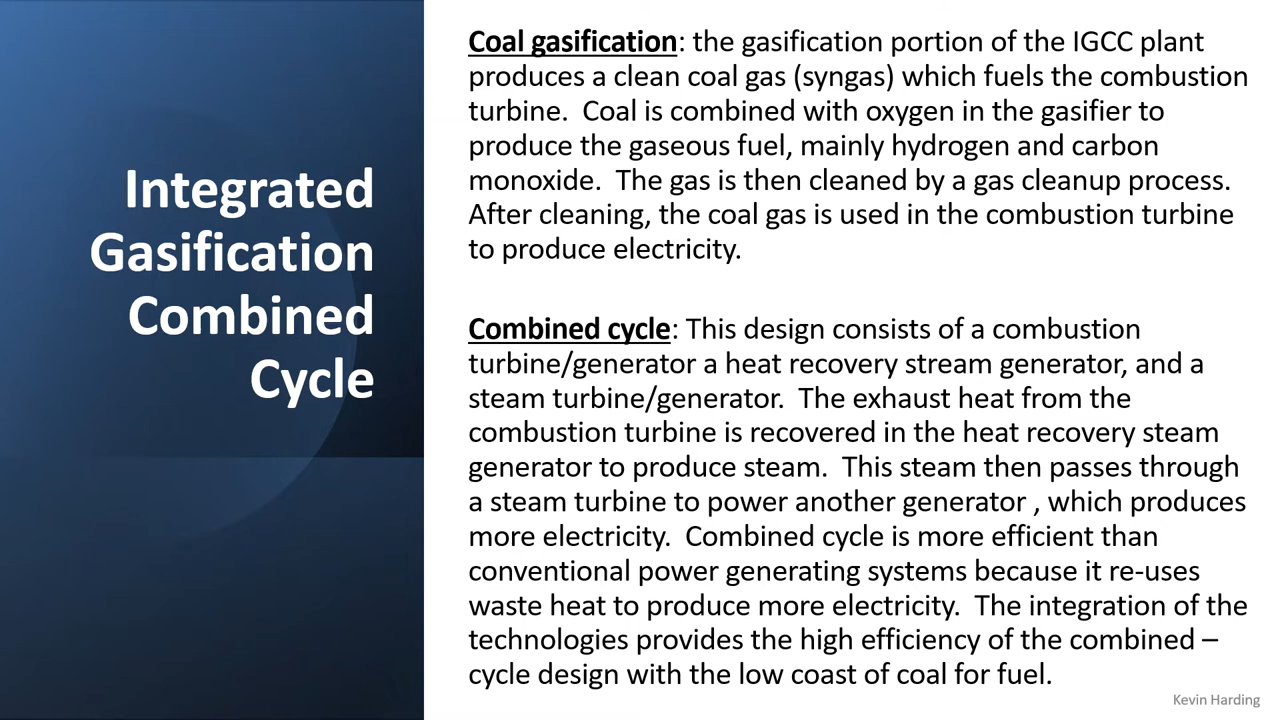 Integrated
Gasification
Combined
Cycle
Coal gasification: the gasification portion of the IGCC plant
produces a clean coal gas (syngas) which fuels the combustion
turbine.  Coal is combined with oxygen in the gasifier to
produce the gaseous fuel, mainly hydrogen and carbon
monoxide.  The gas is then cleaned by a gas cleanup process.
After cleaning, the coal gas is used in the combustion turbine
to produce electricity.
Combined cycle: This design consists of a combustion
turbine/generator a heat recovery stream generator, and a
steam turbine/generator.  The exhaust heat from the
combustion turbine is recovered in the heat recovery steam
generator to produce steam.  This steam then passes through
a steam turbine to power another generator , which produces
more electricity.  Combined cycle is more efficient than
conventional power generating systems because it re-uses
waste heat to produce more electricity.  The integration of the
technologies provides the high efficiency of the combined –
cycle design with the low coast of coal for fuel.
Kevin Harding